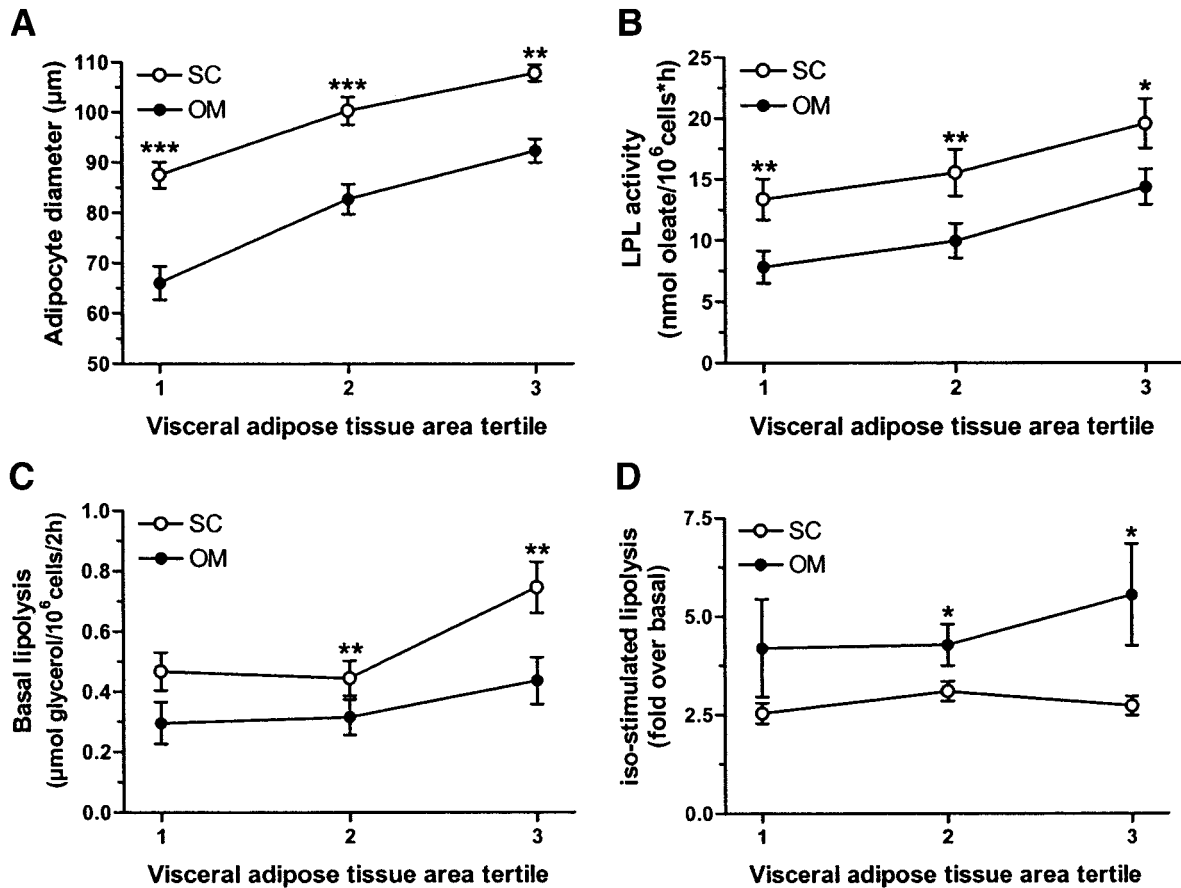 A
Adipocyte diameter (µm)
110
100
90
80
70
60
50
SC
OM
***
***
**
1
2
3
Visceral adipose tissue area tertile
B
LPL activity
(nmol oleate/10⁶cells*h)
25
20
15
10
5
0
SC
OM
**
**
*
1
2
3
Visceral adipose tissue area tertile
C
Basal lipolysis
(µmol glycerol/10⁶cells/2h)
1.0
0.8
0.6
0.4
0.2
0.0
SC
OM
**
**
1
2
3
Visceral adipose tissue area tertile
D
iso-stimulated lipolysis
(fold over basal)
7.5
5.0
2.5
0.0
SC
OM
*
*
1
2
3
Visceral adipose tissue area tertile